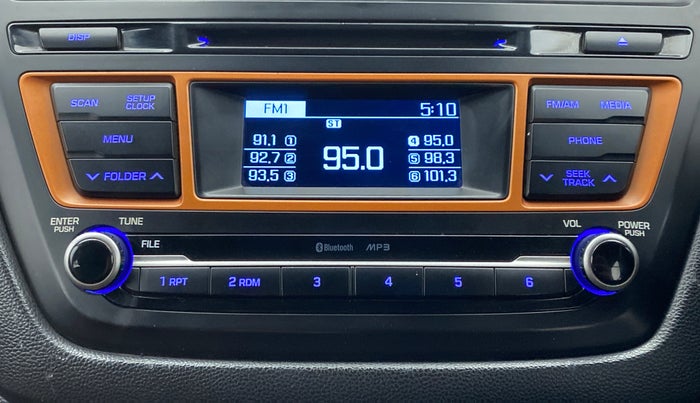 DISP
SCAN
SETUP CLOCK
MENU
FOLDER
FM1
5:10
ST
91.1 1
92.7 2
93.5 3
95.0
4 95.0
5 98.3
6 101.3
FM/AM
MEDIA
PHONE
SEEK TRACK
ENTER PUSH
TUNE
FILE
Bluetooth
MP3
VOL
POWER PUSH
1 RPT
2 RDM
3
4
5
6